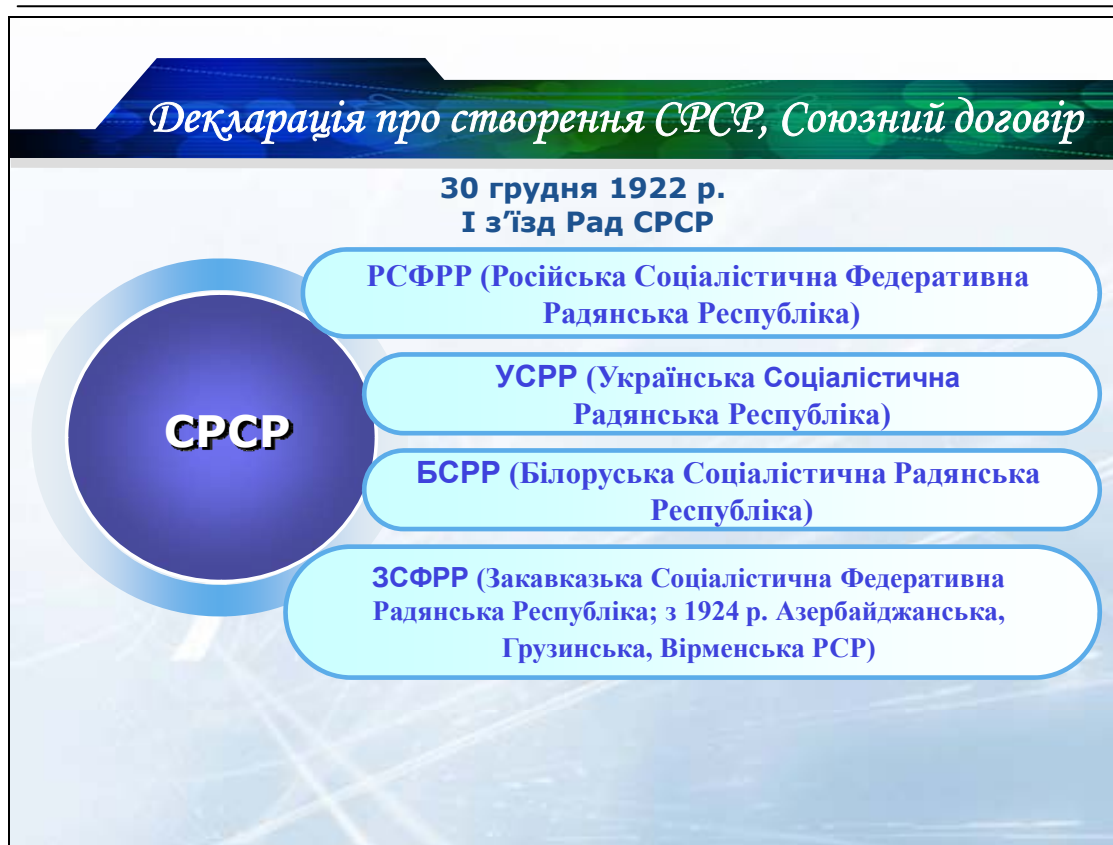 Декларація про створення СРСР, Союзний договір
30 грудня 1922 р.
І з’їзд Рад СРСР
РСФРР (Російська Соціалістична Федеративна
Радянська Республіка)
УСРР (Українська Соціалістична
Радянська Республіка)
СРСР
БСРР (Білоруська Соціалістична Радянська
Республіка)
ЗСФРР (Закавказька Соціалістична Федеративна
Радянська Республіка; з 1924 р. Азербайджанська,
Грузинська, Вірменська РСР)